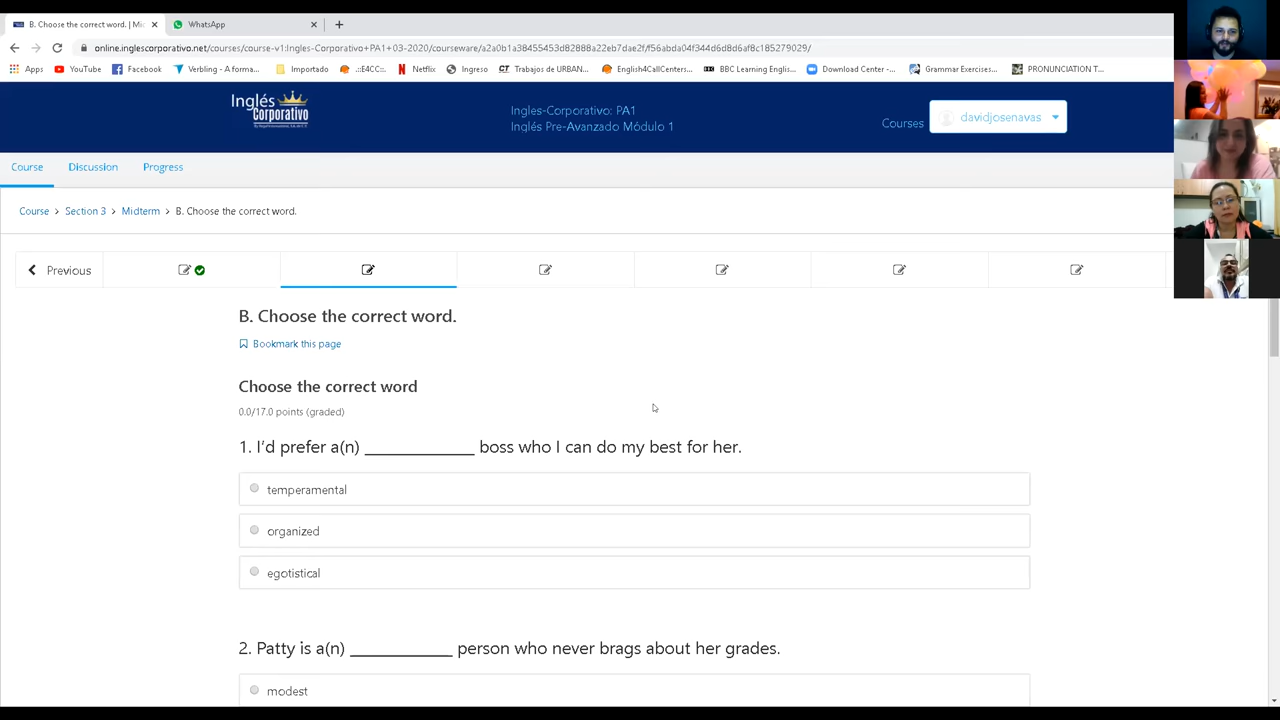 B. Choose the correct word. | Mid
WhatsApp
online.inglescorporativo.net/courses/course-v1:Ingles-Corporativo+PA1+03-2020/courseware/a2a0b1a38455453d82888a22eb7dae2f/f56abda04f344d6d8d6af8c185279029/
Apps YouTube Facebook Verbling - A forma... Importado .::E4CC::. Netflix Ingreso Trabajos de URBAN... English4CallCenters... BBC Learning Englis... Download Center -... Grammar Exercises... PRONUNCIATION T...
Inglés
Corporativo
Ingles-Corporativo: PA1
Inglés Pre-Avanzado Módulo 1
Courses
davidjosenavas
Course Discussion Progress
Course > Section 3 > Midterm > B. Choose the correct word.
Previous
B. Choose the correct word.
Bookmark this page
Choose the correct word
0.0/17.0 points (graded)
1. I'd prefer a(n) ____________ boss who I can do my best for her.
temperamental
organized
egotistical
2. Patty is a(n) ___________ person who never brags about her grades.
modest